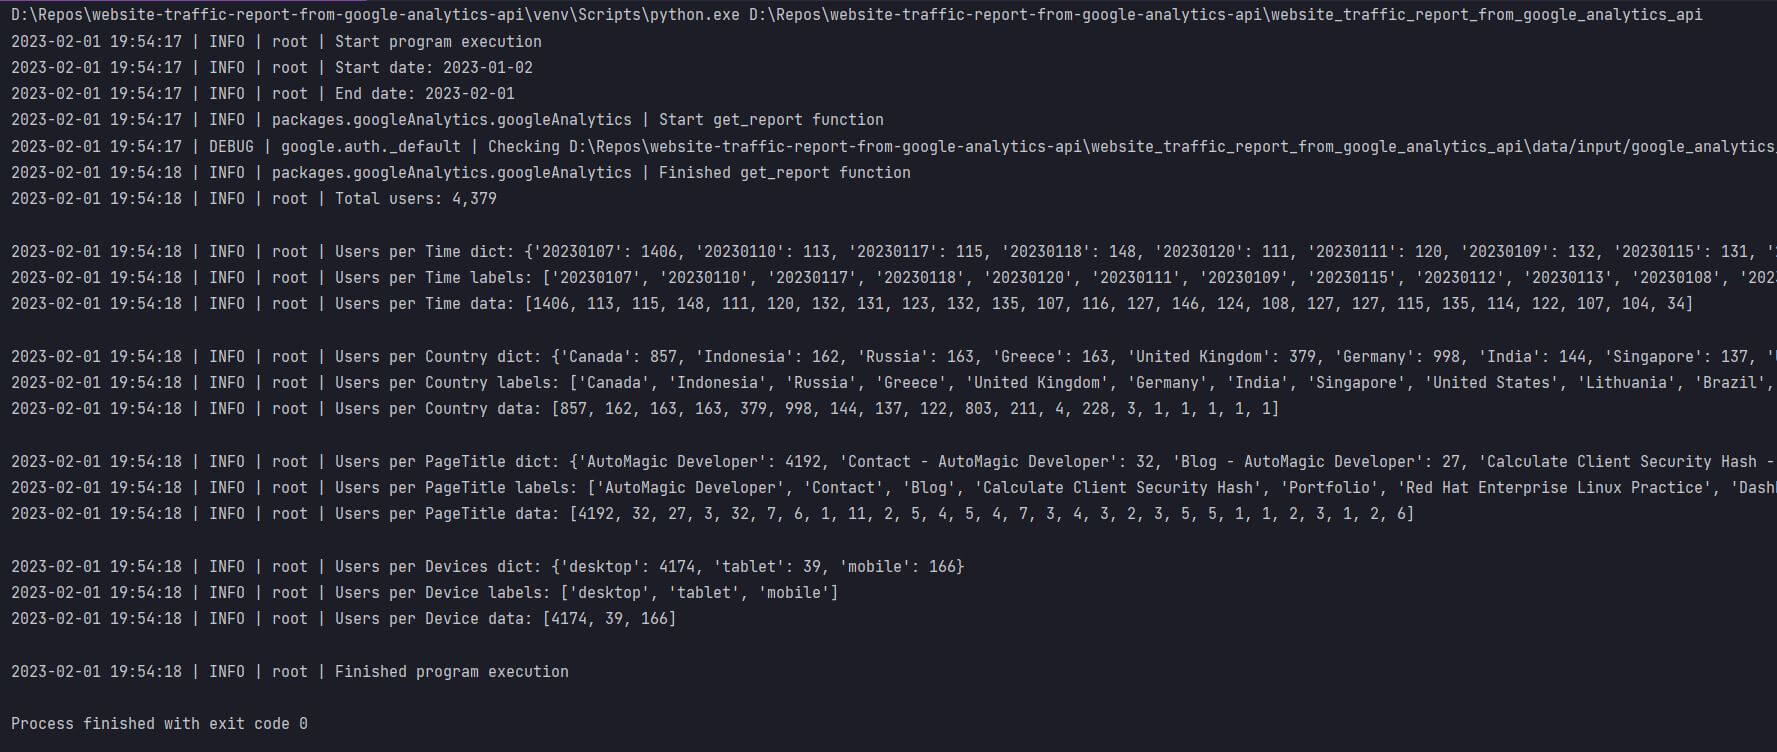 D:\Repos\website-traffic-report-from-google-analytics-api\venv\Scripts\python.exe D:\Repos\website-traffic-report-from-google-analytics-api\website_traffic_report_from_google_analytics_api
2023-02-01 19:54:17 | INFO | root | Start program execution
2023-02-01 19:54:17 | INFO | root | Start date: 2023-01-02
2023-02-01 19:54:17 | INFO | root | End date: 2023-02-01
2023-02-01 19:54:17 | INFO | packages.googleAnalytics.googleAnalytics | Start get_report function
2023-02-01 19:54:17 | DEBUG | google.auth._default | Checking D:\Repos\website-traffic-report-from-google-analytics-api\website_traffic_report_from_google_analytics_api\data/input/google_analytics
2023-02-01 19:54:18 | INFO | packages.googleAnalytics.googleAnalytics | Finished get_report function
2023-02-01 19:54:18 | INFO | root | Total users: 4,379
2023-02-01 19:54:18 | INFO | root | Users per Time dict: {'20230107': 1406, '20230110': 113, '20230117': 115, '20230118': 148, '20230120': 111, '20230111': 120, '20230109': 132, '20230115': 131,
2023-02-01 19:54:18 | INFO | root | Users per Time labels: ['20230107', '20230110', '20230117', '20230118', '20230120', '20230111', '20230109', '20230115', '20230112', '20230113', '20230108',
2023-02-01 19:54:18 | INFO | root | Users per Time data: [1406, 113, 115, 148, 111, 120, 132, 131, 123, 132, 135, 107, 116, 127, 146, 124, 108, 127, 127, 115, 135, 114, 122, 107, 104, 34]
2023-02-01 19:54:18 | INFO | root | Users per Country dict: {'Canada': 857, 'Indonesia': 162, 'Russia': 163, 'Greece': 163, 'United Kingdom': 379, 'Germany': 998, 'India': 144, 'Singapore': 137,
2023-02-01 19:54:18 | INFO | root | Users per Country labels: ['Canada', 'Indonesia', 'Russia', 'Greece', 'United Kingdom', 'Germany', 'India', 'Singapore', 'United States', 'Lithuania', 'Brazil',
2023-02-01 19:54:18 | INFO | root | Users per Country data: [857, 162, 163, 163, 379, 998, 144, 137, 122, 803, 211, 4, 228, 3, 1, 1, 1, 1, 1]
2023-02-01 19:54:18 | INFO | root | Users per PageTitle dict: {'AutoMagic Developer': 4192, 'Contact - AutoMagic Developer': 32, 'Blog - AutoMagic Developer': 27, 'Calculate Client Security Hash -
2023-02-01 19:54:18 | INFO | root | Users per PageTitle labels: ['AutoMagic Developer', 'Contact', 'Blog', 'Calculate Client Security Hash', 'Portfolio', 'Red Hat Enterprise Linux Practice',
2023-02-01 19:54:18 | INFO | root | Users per PageTitle data: [4192, 32, 27, 3, 32, 7, 6, 1, 11, 2, 5, 4, 5, 4, 7, 3, 4, 3, 2, 3, 5, 5, 1, 1, 2, 3, 1, 2, 6]
2023-02-01 19:54:18 | INFO | root | Users per Devices dict: {'desktop': 4174, 'tablet': 39, 'mobile': 166}
2023-02-01 19:54:18 | INFO | root | Users per Device labels: ['desktop', 'tablet', 'mobile']
2023-02-01 19:54:18 | INFO | root | Users per Device data: [4174, 39, 166]
2023-02-01 19:54:18 | INFO | root | Finished program execution
Process finished with exit code 0